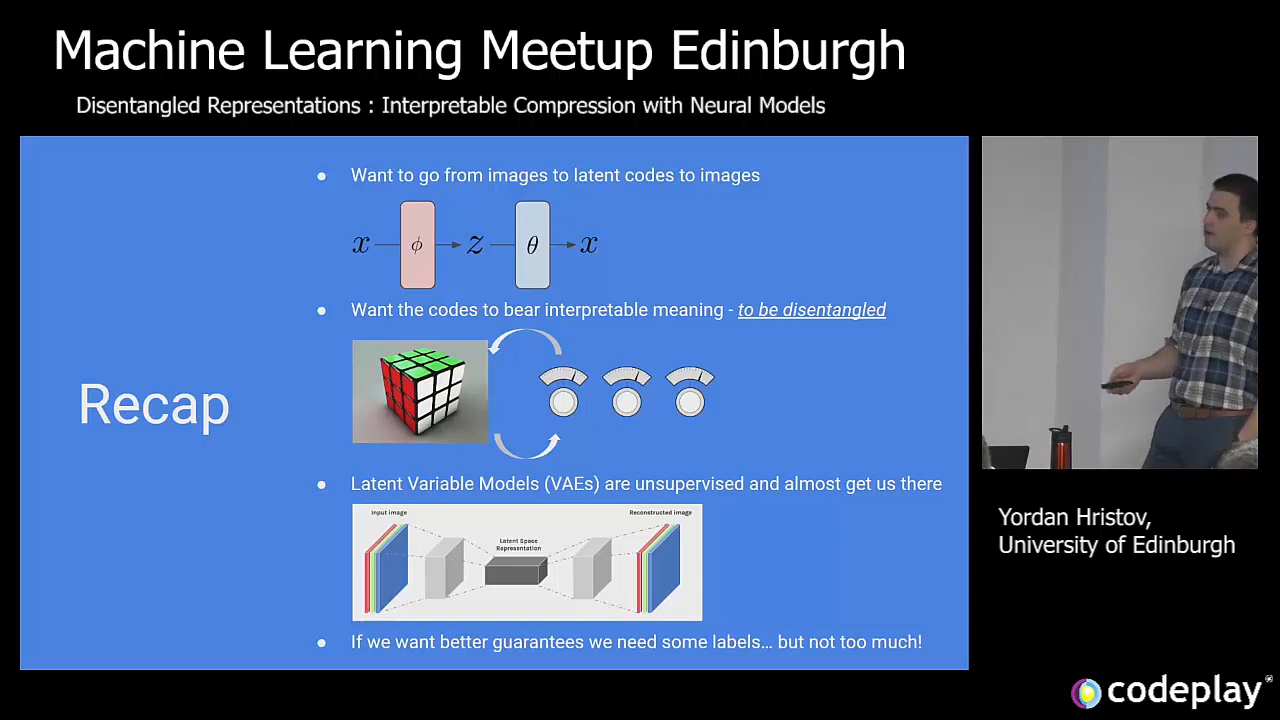 Machine Learning Meetup Edinburgh
Disentangled Representations : Interpretable Compression with Neural Models
Recap
● Want to go from images to latent codes to images
x ϕ z θ x
● Want the codes to bear interpretable meaning - to be disentangled
● Latent Variable Models (VAEs) are unsupervised and almost get us there
Input image
Reconstructed image
Latent Space
Representation
● If we want better guarantees we need some labels... but not too much!
Yordan Hristov,
University of Edinburgh
codeplay®